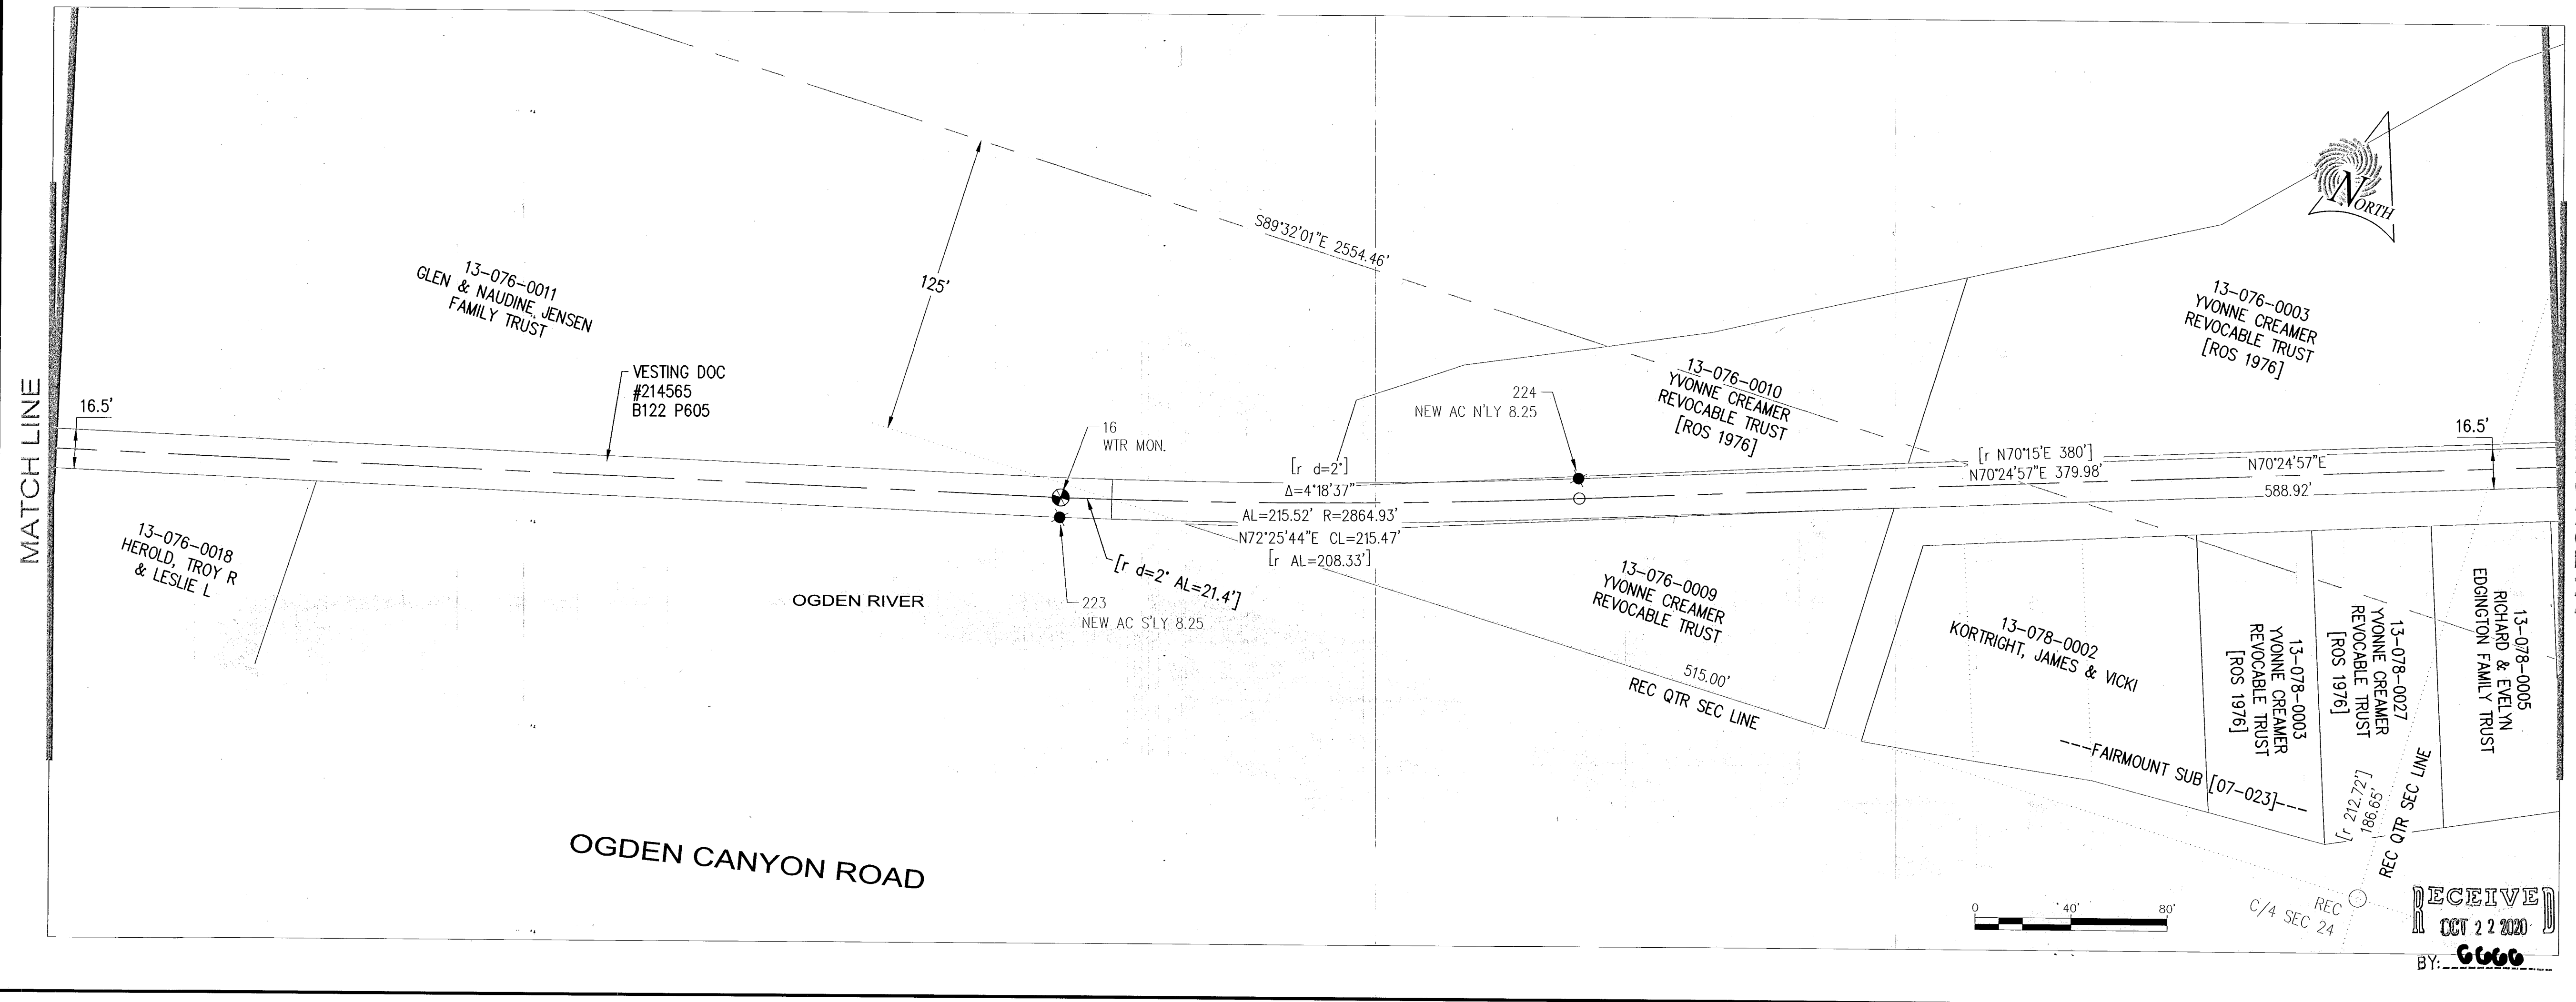 MATCH LINE
16.5'
13-076-0011
GLEN & NAUDINE JENSEN
FAMILY TRUST
VESTING DOC
#214565
B122 P605
13-076-0018
HEROLD, TROY R
& LESLIE L
125'
S89°32'01"E 2554.46'
16
WTR MON.
223
NEW AC S'LY 8.25
[r d=2° AL=21.4']
OGDEN RIVER
OGDEN CANYON ROAD
[r d=2°]
Δ=4°18'37"
AL=215.52' R=2864.93'
N72°25'44"E CL=215.47'
[r AL=208.33']
224
NEW AC N'LY 8.25
13-076-0010
YVONNE CREAMER
REVOCABLE TRUST
[ROS 1976]
13-076-0009
YVONNE CREAMER
REVOCABLE TRUST
515.00'
REC QTR SEC LINE
NORTH
13-076-0003
YVONNE CREAMER
REVOCABLE TRUST
[ROS 1976]
[r N70°15'E 380']
N70°24'57"E 379.98'
N70°24'57"E
588.92'
16.5'
13-078-0002
KORTRIGHT, JAMES & VICKI
13-078-0003
YVONNE CREAMER
REVOCABLE TRUST
[ROS 1976]
13-078-0027
YVONNE CREAMER
REVOCABLE TRUST
[ROS 1976]
13-078-0005
RICHARD & EVELYN
EDGINGTON FAMILY TRUST
---FAIRMOUNT SUB [07-023]---
[r 212.72']
186.65'
REC QTR SEC LINE
REC
C/4 SEC 24
0 40' 80'
RECEIVED
OCT 22 2020
BY: 6666